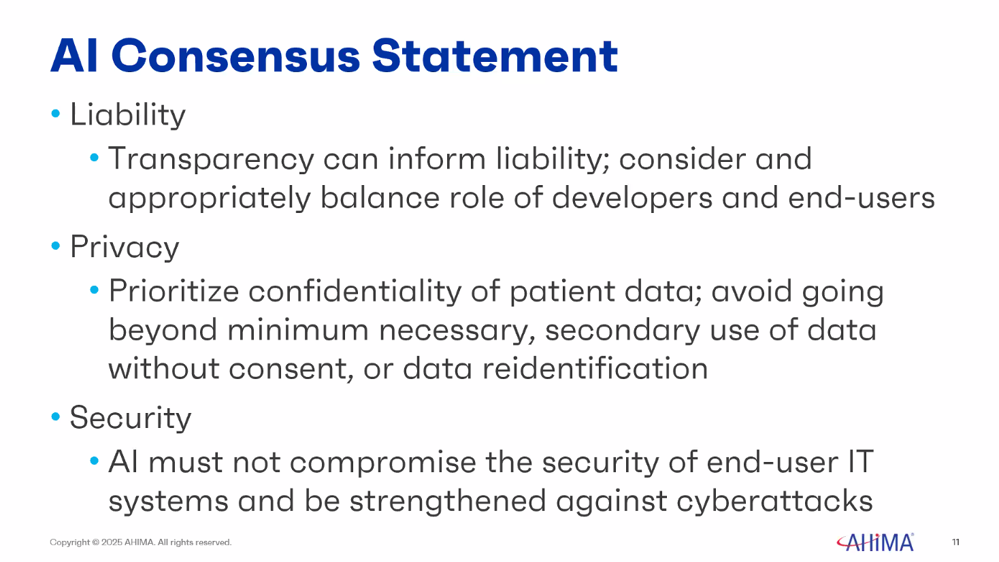 AI Consensus Statement
• Liability
• Transparency can inform liability; consider and
appropriately balance role of developers and end-users
• Privacy
• Prioritize confidentiality of patient data; avoid going
beyond minimum necessary, secondary use of data
without consent, or data reidentification
• Security
• AI must not compromise the security of end-user IT
systems and be strengthened against cyberattacks
Copyright © 2025 AHIMA. All rights reserved.
AHiMA®
11